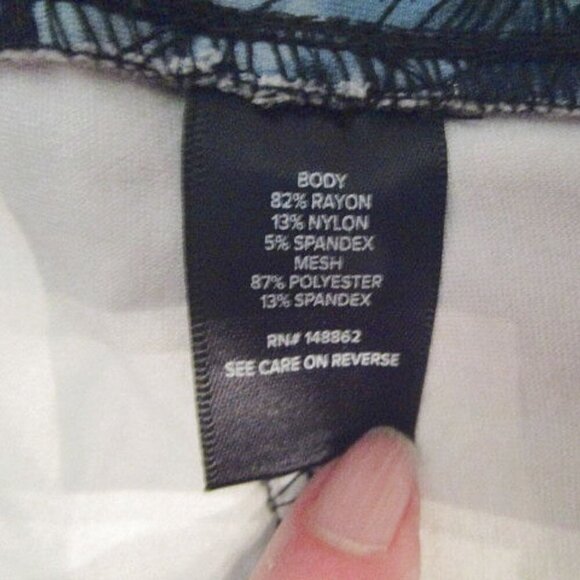 BODY
82% RAYON
13% NYLON
5% SPANDEX
MESH
87% POLYESTER
13% SPANDEX
RN# 148862
SEE CARE ON REVERSE